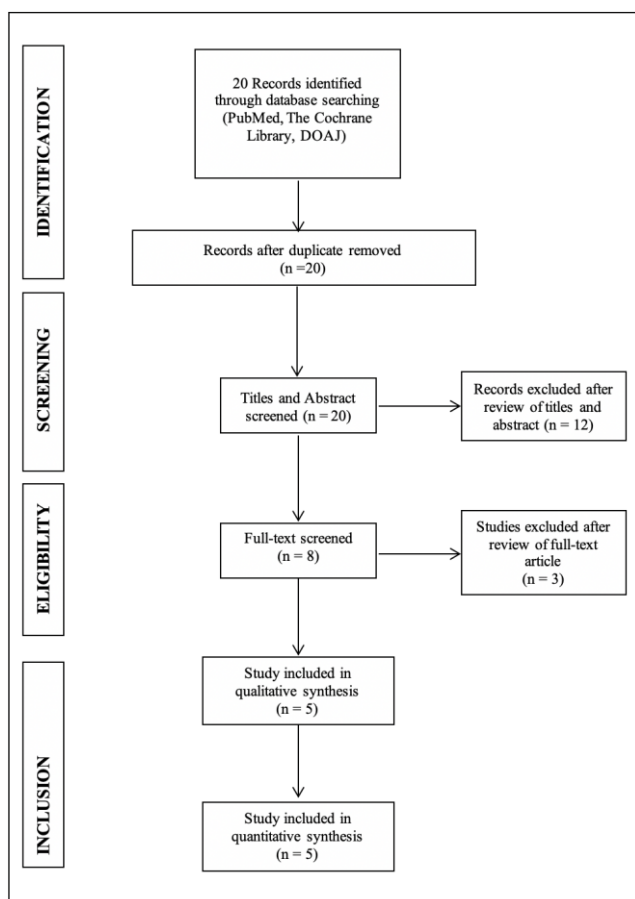 IDENTIFICATION
20 Records identified
through database searching
(PubMed, The Cochrane
Library, DOAJ)
Records after duplicate removed
(n =20)
SCREENING
Titles and Abstract
screened (n = 20)
Records excluded after
review of titles and
abstract (n = 12)
ELIGIBILITY
Full-text screened
(n = 8)
Studies excluded after
review of full-text
article
(n = 3)
INCLUSION
Study included in
qualitative synthesis
(n = 5)
Study included in
quantitative synthesis
(n = 5)